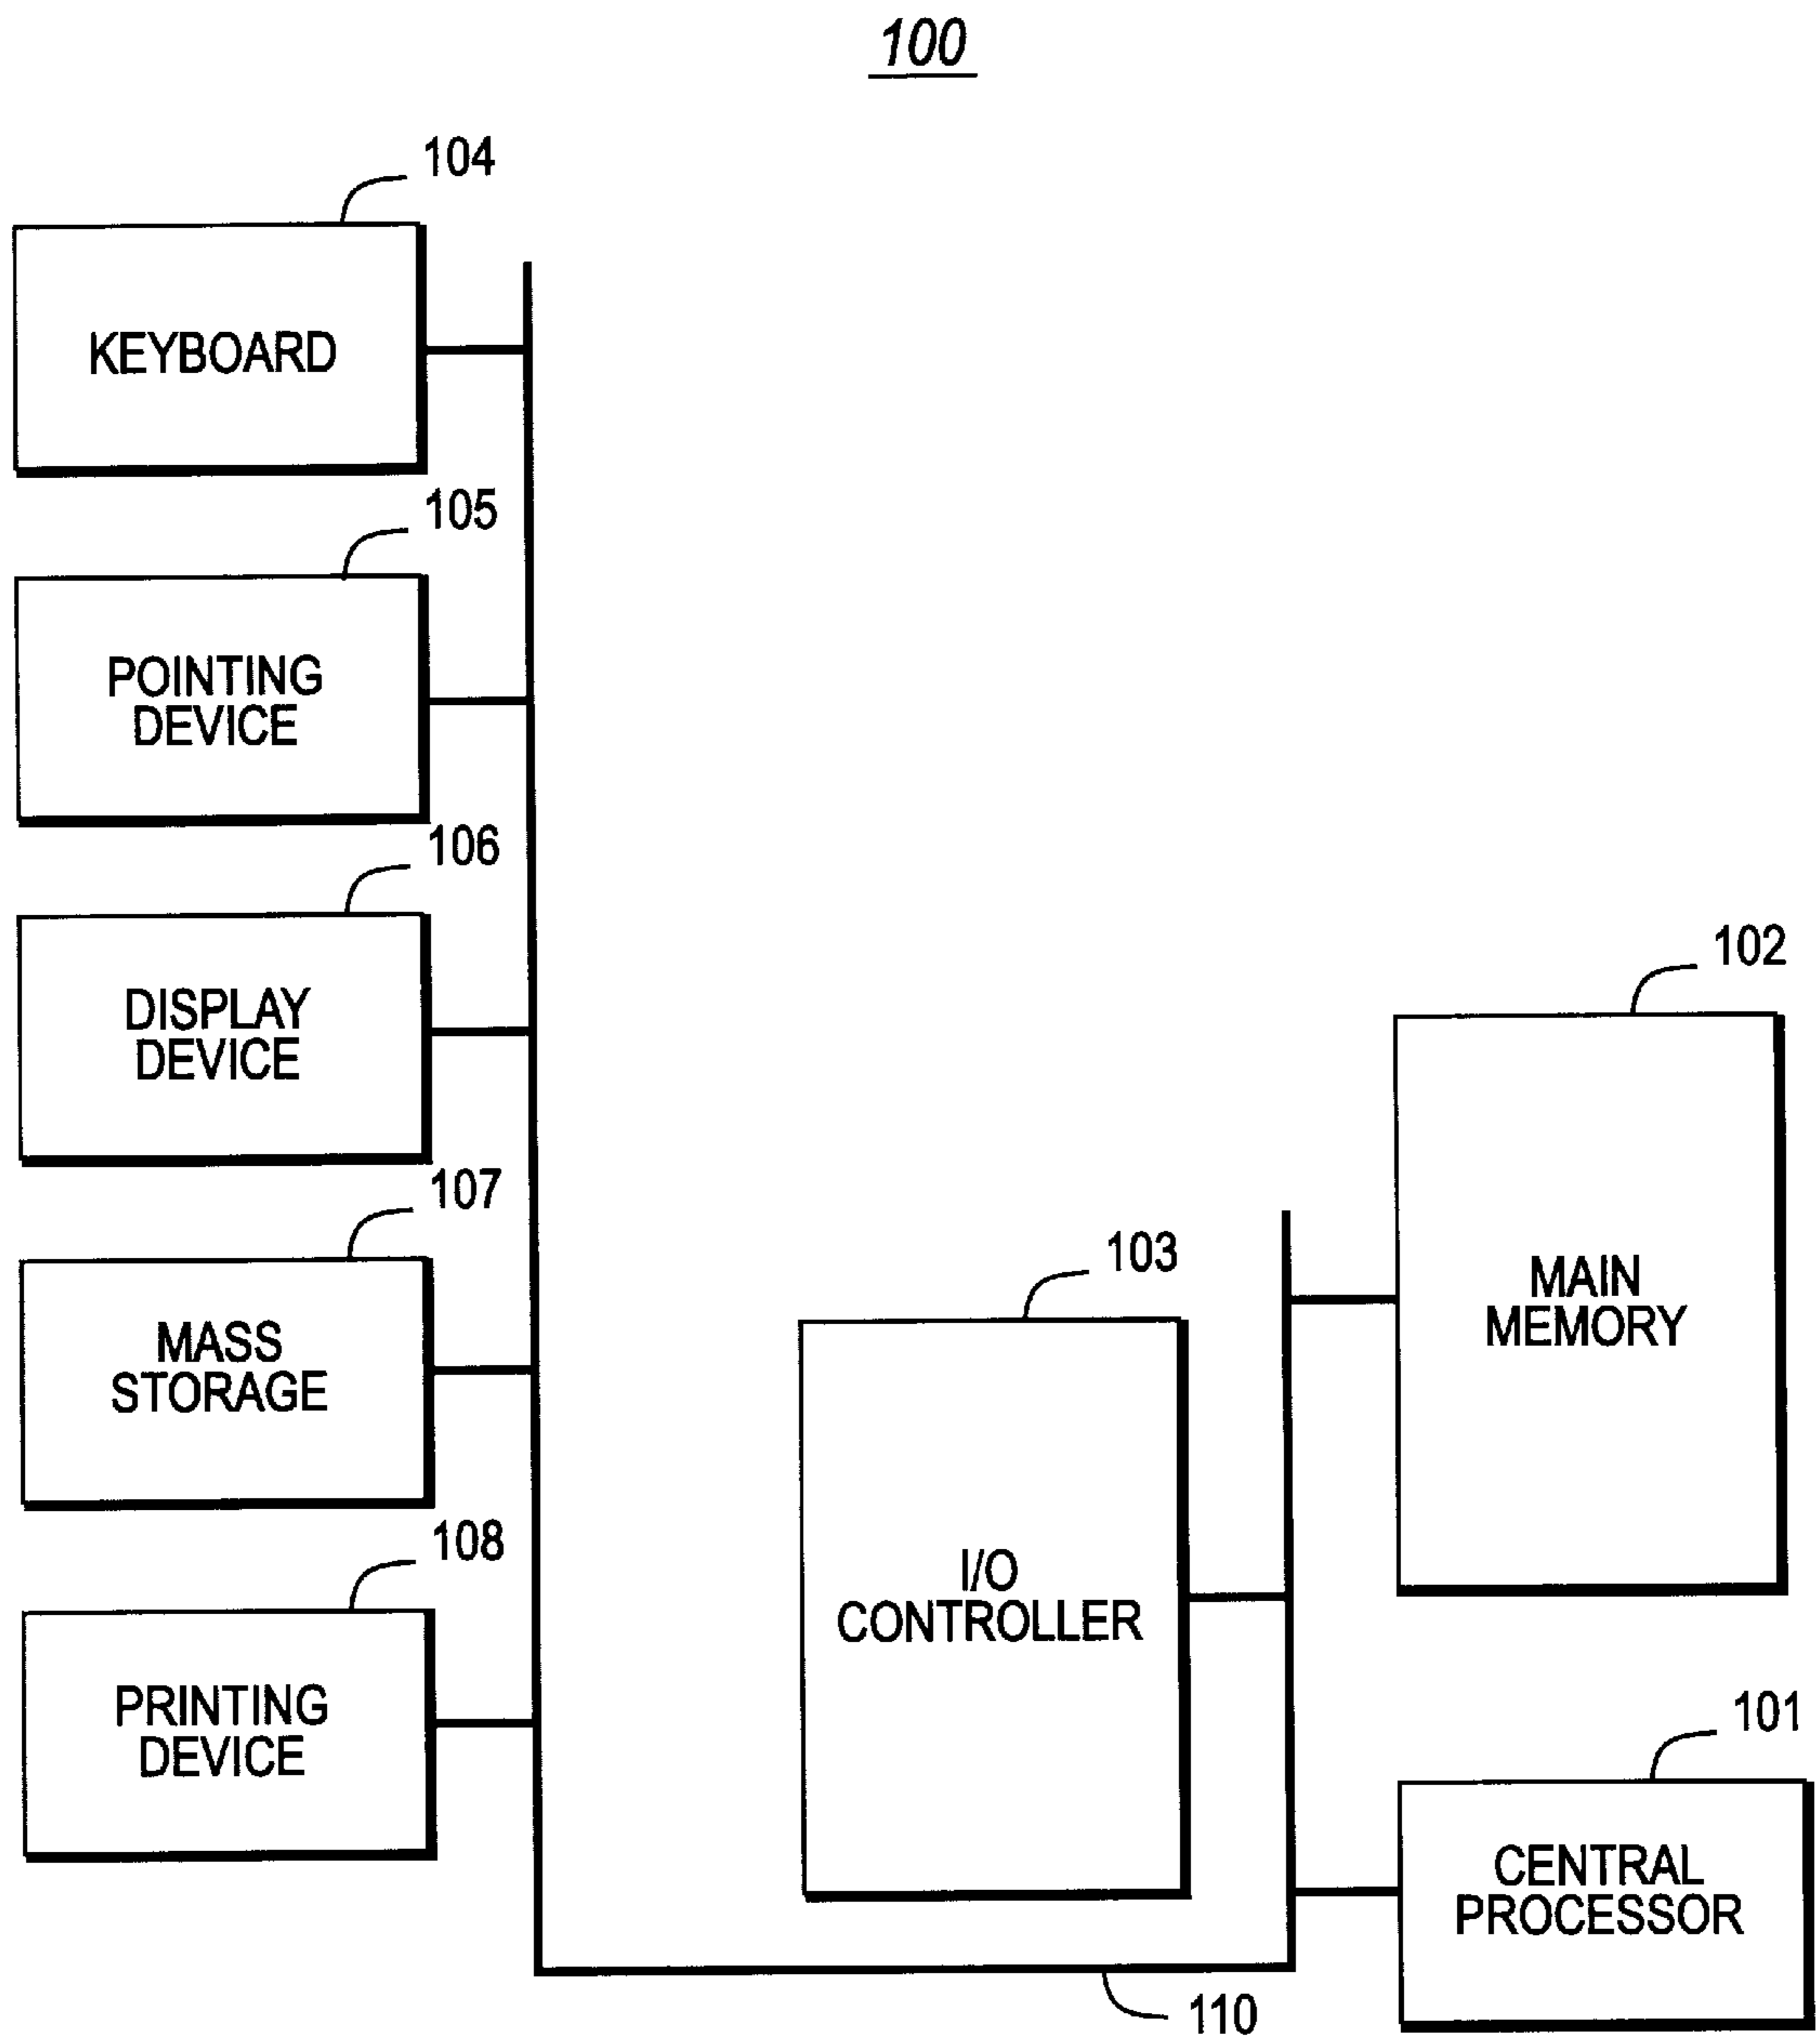 100
104
KEYBOARD
105
POINTING
DEVICE
106
DISPLAY
DEVICE
107
MASS
STORAGE
108
PRINTING
DEVICE
103
I/O
CONTROLLER
102
MAIN
MEMORY
101
CENTRAL
PROCESSOR
110